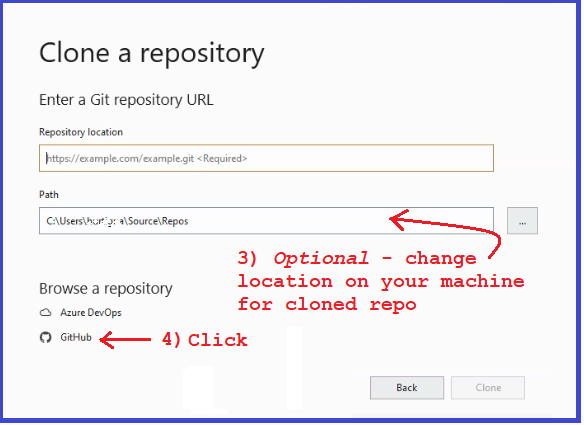 Clone a repository
Enter a Git repository URL
Repository location
https://example.com/example.git <Required>
Path
C:\Users\ \Source\Repos
...
3) Optional - change
location on your machine
for cloned repo
Browse a repository
Azure DevOps
GitHub
4) Click
Back
Clone